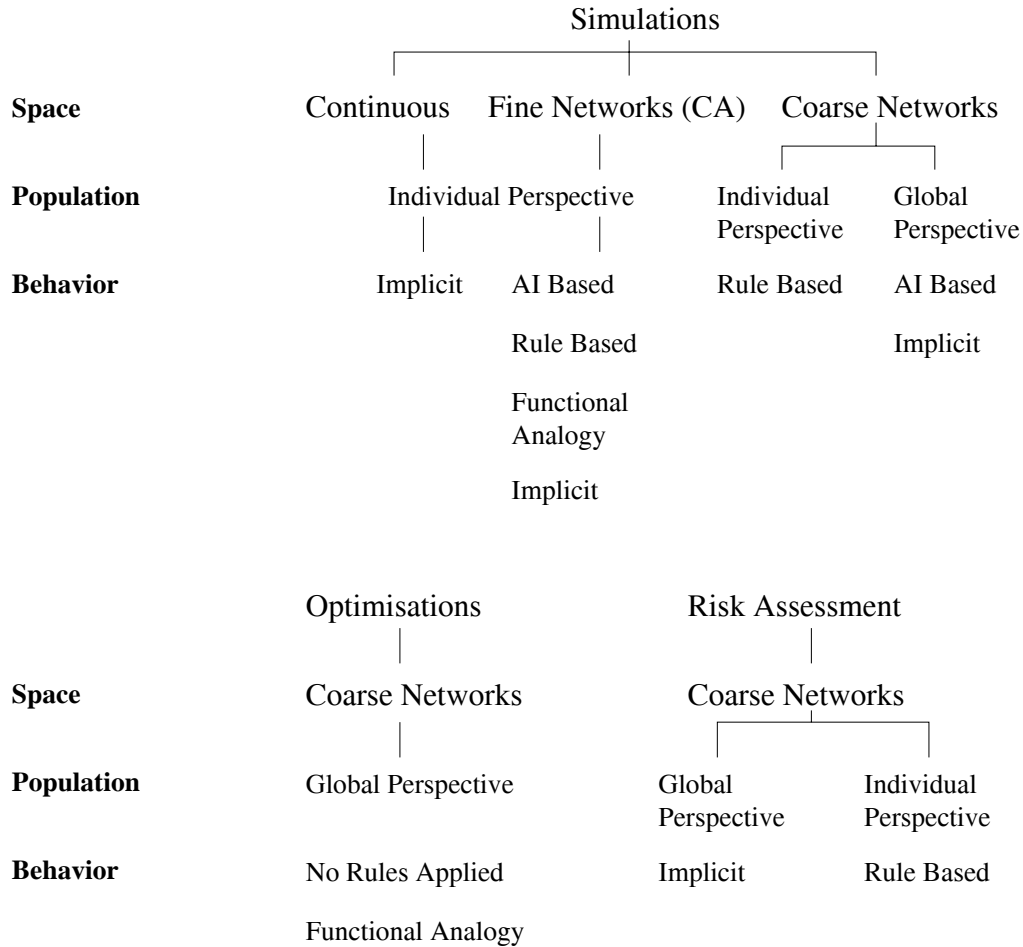 Simulations
Space Continuous Fine Networks (CA) Coarse Networks
Population Individual Perspective Individual Global
Perspective Perspective
Behavior Implicit AI Based Rule Based AI Based
Rule Based Implicit
Functional
Analogy
Implicit
Optimisations Risk Assessment
Space Coarse Networks Coarse Networks
Population Global Perspective Global Individual
Perspective Perspective
Behavior No Rules Applied Implicit Rule Based
Functional Analogy